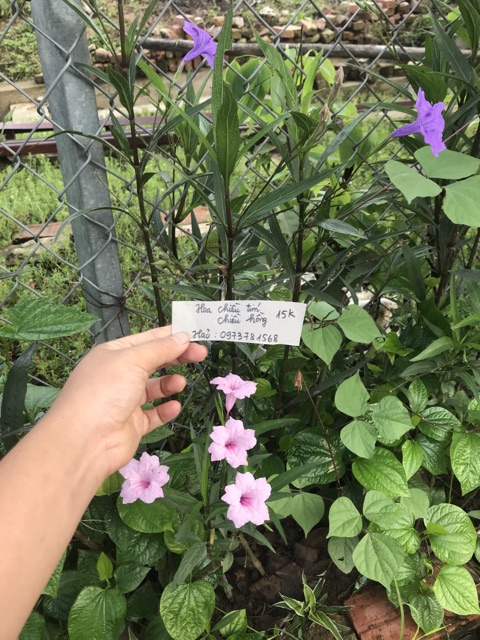 Hoa chiều tím
chiều hồng 15k
Hảo : 0973781568